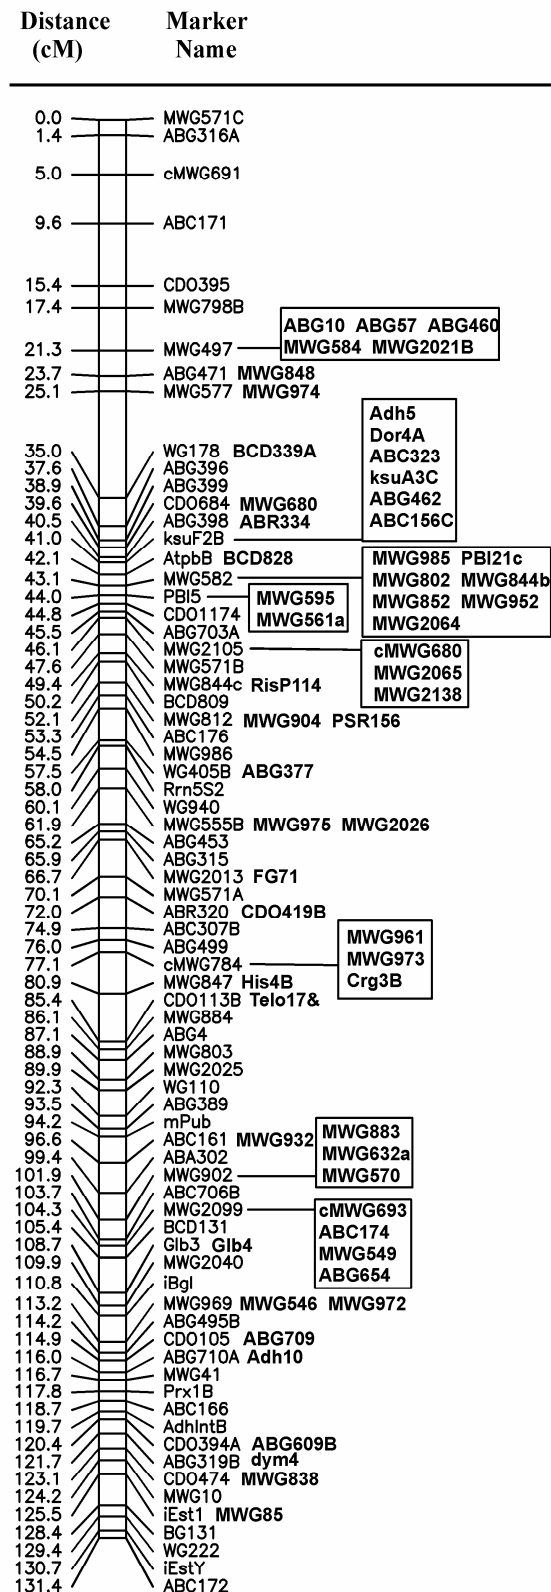 Distance Marker
(cM) Name
0.0 MWG571C
1.4 ABG316A
5.0 cMWG691
9.6 ABC171
15.4 CDO395
17.4 MWG798B
ABG10 ABG57 ABG460
MWG584 MWG2021B
21.3 MWG497
23.7 ABG471 MWG848
25.1 MWG577 MWG974
Adh5
Dor4A
ABC323
ksuA3C
ABG462
ABC156C
35.0 WG178 BCD339A
37.6 ABG396
38.9 ABG399
39.6 CDO684 MWG680
40.5 ABG398 ABR334
41.0 ksuF2B
42.1 AtpbB BCD828
MWG985 PBI21c
MWG802 MWG844b
MWG852 MWG952
MWG2064
43.1 MWG582
44.0 PBI5
MWG595
MWG561a
44.8 CDO1174
45.5 ABG703A
46.1 MWG2105
cMWG680
MWG2065
MWG2138
47.6 MWG571B
49.4 MWG844c RisP114
50.2 BCD809
52.1 MWG812 MWG904 PSR156
53.3 ABC176
54.5 MWG986
57.5 WG405B ABG377
58.0 Rrn5S2
60.1 WG940
61.9 MWG555B MWG975 MWG2026
65.2 ABG453
65.9 ABG315
66.7 MWG2013 FG71
70.1 MWG571A
72.0 ABR320 CDO419B
74.9 ABC307B
76.0 ABG499
77.1 cMWG784
MWG961
MWG973
Crg3B
80.9 MWG847 His4B
85.4 CDO113B Telo17&
86.1 MWG884
87.1 ABG4
88.9 MWG803
89.9 MWG2025
92.3 WG110
93.5 ABG389
94.2 mPub
96.6 ABC161 MWG932
99.4 ABA302
101.9 MWG902
MWG883
MWG632a
MWG570
103.7 ABC706B
104.3 MWG2099
cMWG693
ABC174
MWG549
ABG654
105.4 BCD131
108.7 Glb3 Glb4
109.9 MWG2040
110.8 iBgl
113.2 MWG969 MWG546 MWG972
114.2 ABG495B
114.9 CDO105 ABG709
116.0 ABG710A Adh10
116.7 MWG41
117.8 Prx1B
118.7 ABC166
119.7 AdhIntB
120.4 CDO394A ABG609B
121.7 ABG319B dym4
123.1 CDO474 MWG838
124.2 MWG10
125.5 iEst1 MWG85
128.4 BG131
129.4 WG222
130.7 iEstY
131.4 ABC172